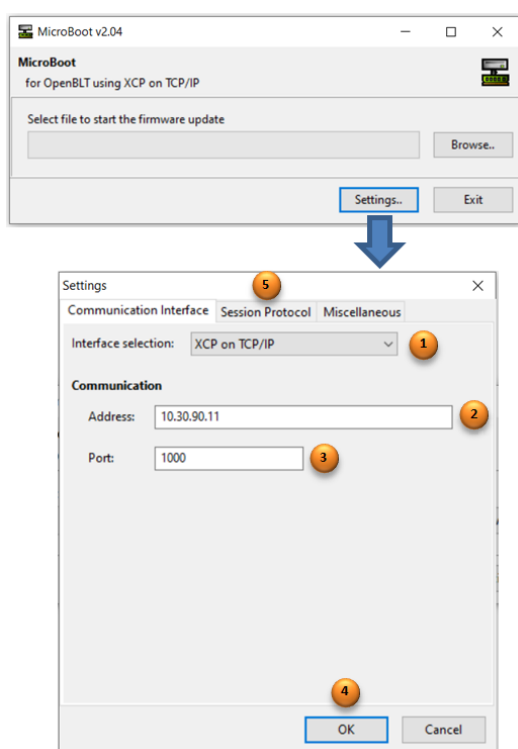 MicroBoot v2.04
MicroBoot
for OpenBLT using XCP on TCP/IP
Select file to start the firmware update
Browse..
Settings.. Exit
Settings 5
Communication Interface Session Protocol Miscellaneous
Interface selection: XCP on TCP/IP 1
Communication
Address: 10.30.90.11 2
Port: 1000 3
4
OK Cancel